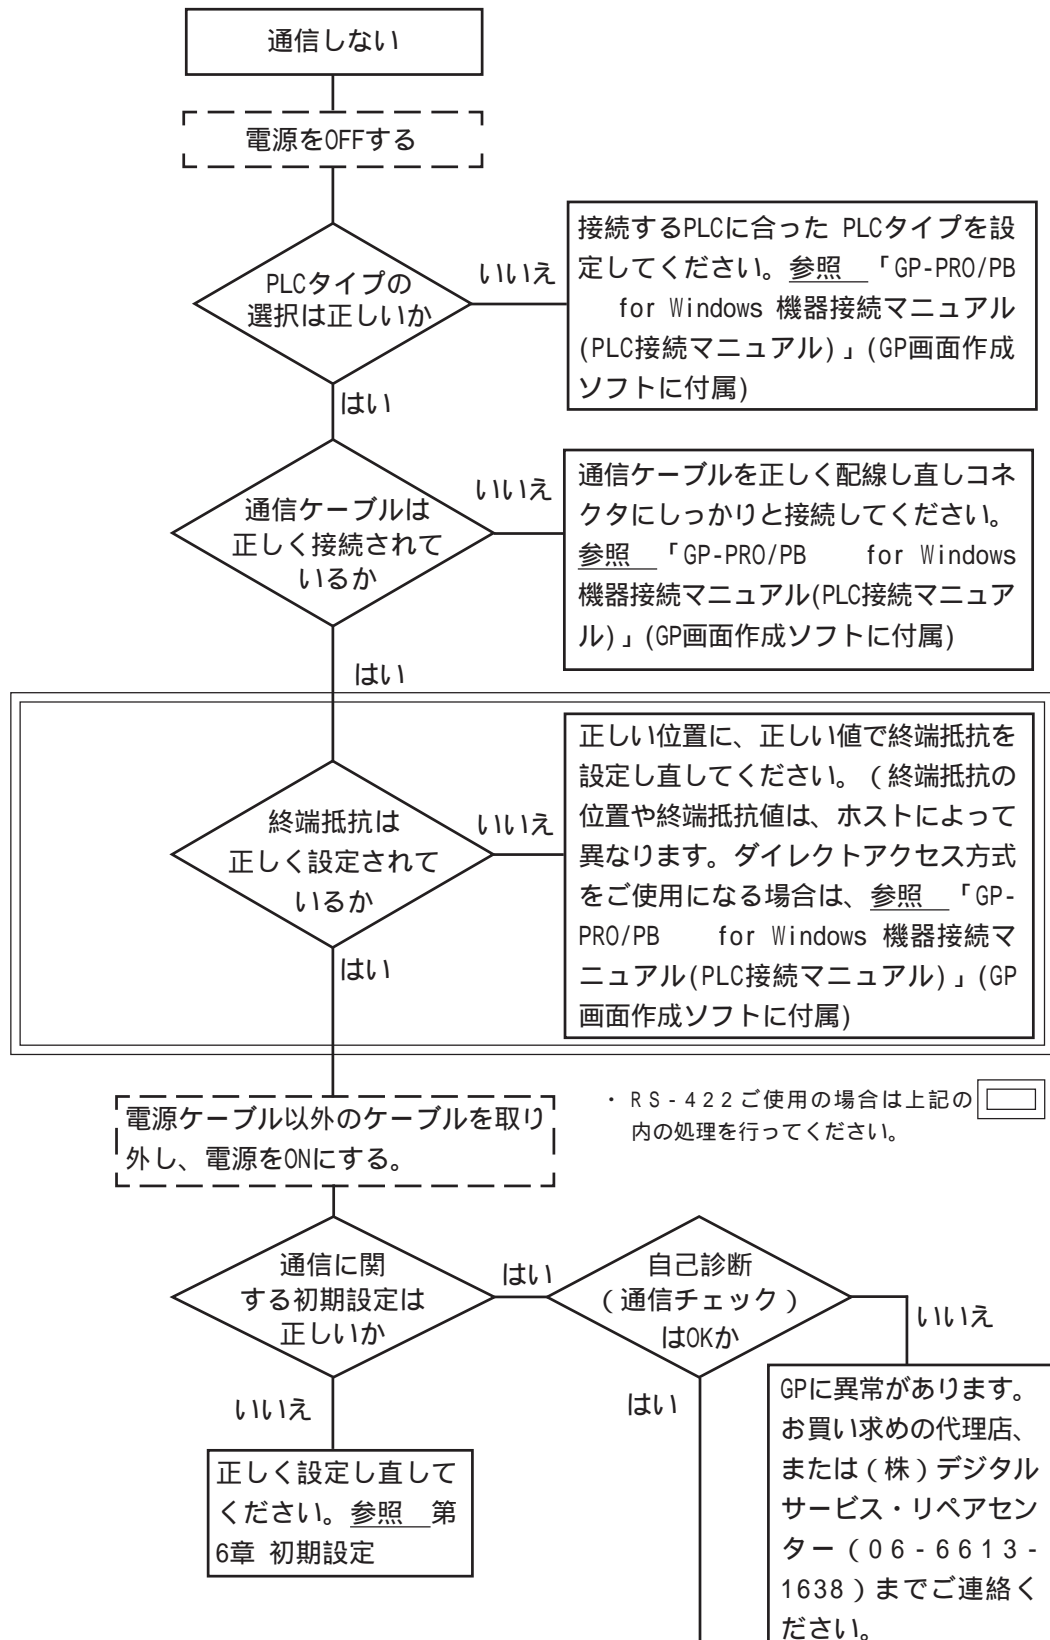 通信しない
電源をOFFする
PLCタイプの
選択は正しいか
いいえ
接続するPLCに合った PLCタイプを設
定してください。参照 「GP-PRO/PB
for Windows 機器接続マニュアル
(PLC接続マニュアル)」(GP画面作成
ソフトに付属)
はい
通信ケーブルは
正しく接続されて
いるか
いいえ
通信ケーブルを正しく配線し直しコネ
クタにしっかりと接続してください。
参照 「GP-PRO/PB for Windows
機器接続マニュアル(PLC接続マニュア
ル)」(GP画面作成ソフトに付属)
はい
終端抵抗は
正しく設定されて
いるか
いいえ
正しい位置に、正しい値で終端抵抗を
設定し直してください。(終端抵抗の
位置や終端抵抗値は、ホストによって
異なります。ダイレクトアクセス方式
をご使用になる場合は、参照 「GP-
PRO/PB for Windows 機器接続マ
ニュアル(PLC接続マニュアル)」(GP
画面作成ソフトに付属)
はい
電源ケーブル以外のケーブルを取り
外し、電源をONにする。
・RS-422ご使用の場合は上記の
内の処理を行ってください。
通信に関
する初期設定は
正しいか
はい
自己診断
(通信チェック)
はOKか
いいえ
いいえ
正しく設定し直して
ください。参照 第
6章 初期設定
はい
GPに異常があります。
お買い求めの代理店、
または(株)デジタル
サービス・リペアセン
ター(06-6613-
1638)までご連絡く
ださい。